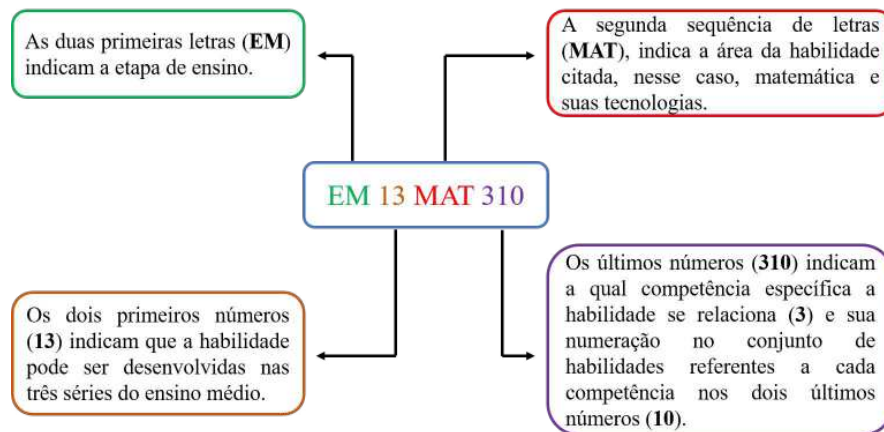 As duas primeiras letras (EM)
indicam a etapa de ensino.
A segunda sequência de letras
(MAT), indica a área da habilidade
citada, nesse caso, matemática e
suas tecnologias.
EM 13 MAT 310
Os dois primeiros números
(13) indicam que a habilidade
pode ser desenvolvidas nas
três séries do ensino médio.
Os últimos números (310) indicam
a qual competência específica a
habilidade se relaciona (3) e sua
numeração no conjunto de
habilidades referentes a cada
competência nos dois últimos
números (10).